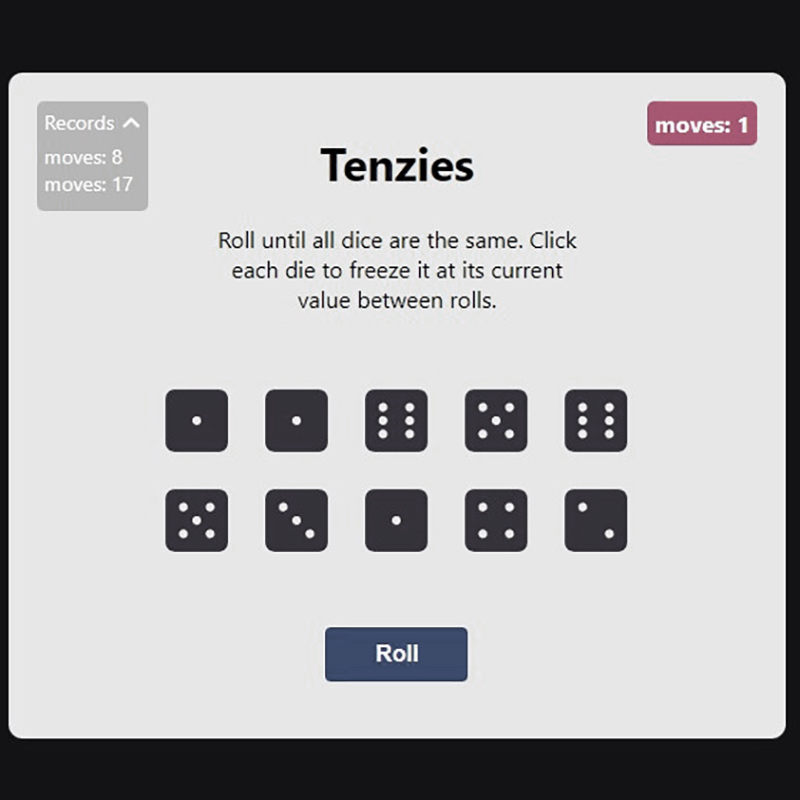 Records
moves: 8
moves: 17
moves: 1
Tenzies
Roll until all dice are the same. Click
each die to freeze it at its current
value between rolls.
Roll